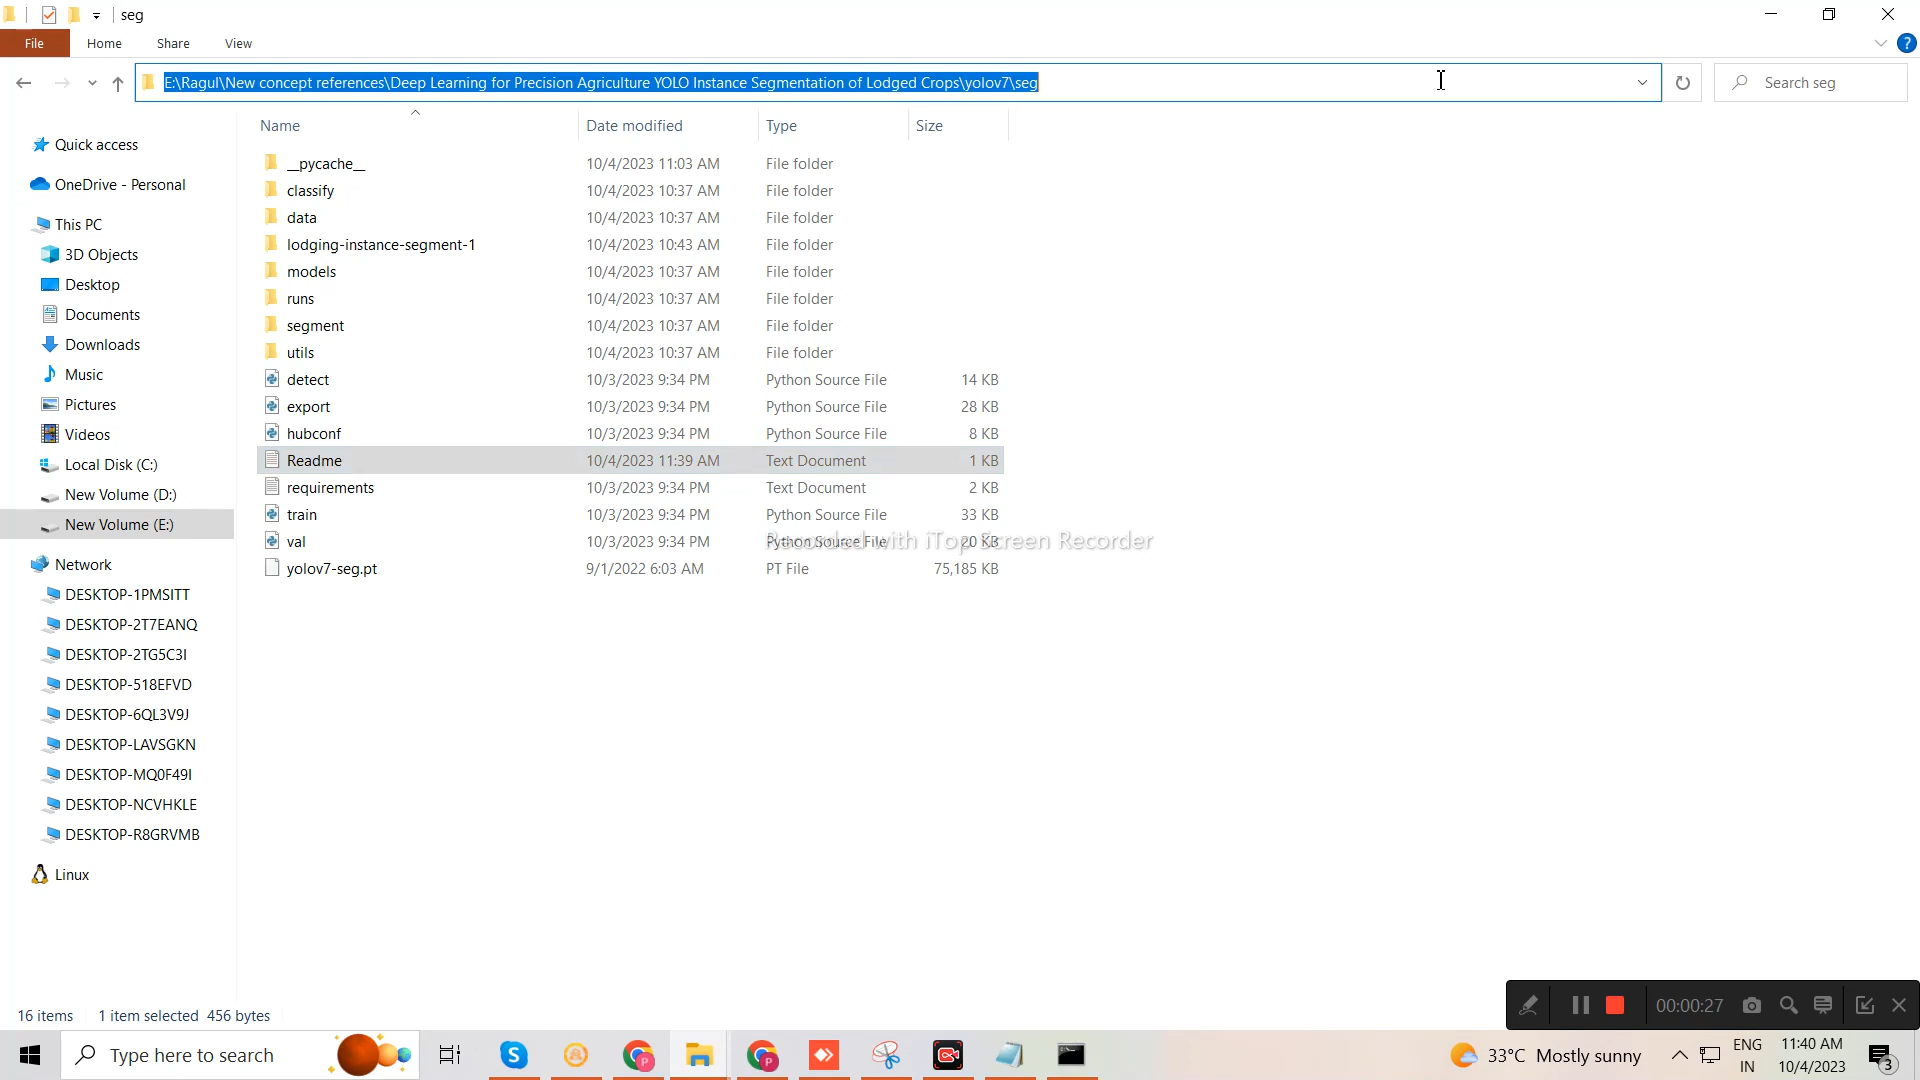 seg
File Home Share View
E:\Ragul\New concept references\Deep Learning for Precision Agriculture YOLO Instance Segmentation of Lodged Crops\yolov7\seg
Search seg
Name Date modified Type Size
Quick access
OneDrive - Personal
This PC
3D Objects
Desktop
Documents
Downloads
Music
Pictures
Videos
Local Disk (C:)
New Volume (D:)
New Volume (E:)
Network
DESKTOP-1PMSITT
DESKTOP-2T7EANQ
DESKTOP-2TG5C3I
DESKTOP-518EFVD
DESKTOP-6QL3V9J
DESKTOP-LAVSGKN
DESKTOP-MQ0F49I
DESKTOP-NCVHKLE
DESKTOP-R8GRVMB
Linux
__pycache__ 10/4/2023 11:03 AM File folder
classify 10/4/2023 10:37 AM File folder
data 10/4/2023 10:37 AM File folder
lodging-instance-segment-1 10/4/2023 10:43 AM File folder
models 10/4/2023 10:37 AM File folder
runs 10/4/2023 10:37 AM File folder
segment 10/4/2023 10:37 AM File folder
utils 10/4/2023 10:37 AM File folder
detect 10/3/2023 9:34 PM Python Source File 14 KB
export 10/3/2023 9:34 PM Python Source File 28 KB
hubconf 10/3/2023 9:34 PM Python Source File 8 KB
Readme 10/4/2023 11:39 AM Text Document 1 KB
requirements 10/3/2023 9:34 PM Text Document 2 KB
train 10/3/2023 9:34 PM Python Source File 33 KB
val 10/3/2023 9:34 PM Python Source File 20 KB
Recorded with iTop Screen Recorder
yolov7-seg.pt 9/1/2022 6:03 AM PT File 75,185 KB
00:00:27
16 items 1 item selected 456 bytes
Type here to search
33°C Mostly sunny
ENG
IN
11:40 AM
10/4/2023
3